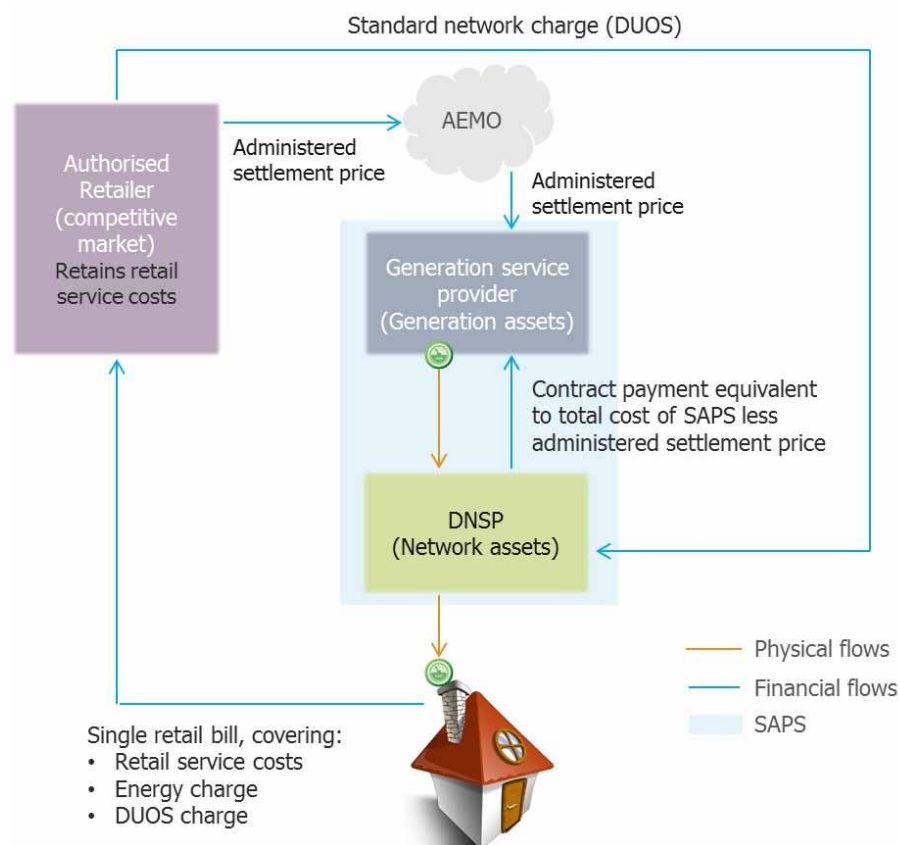 Standard network charge (DUOS)
AEMO
Administered
settlement price
Authorised
Retailer
(competitive
market)
Retains retail
service costs
Administered
settlement price
Generation service
provider
(Generation assets)
Contract payment equivalent
to total cost of SAPS less
administered settlement price
DNSP
(Network assets)
Physical flows
Financial flows
SAPS
Single retail bill, covering:
• Retail service costs
• Energy charge
• DUOS charge